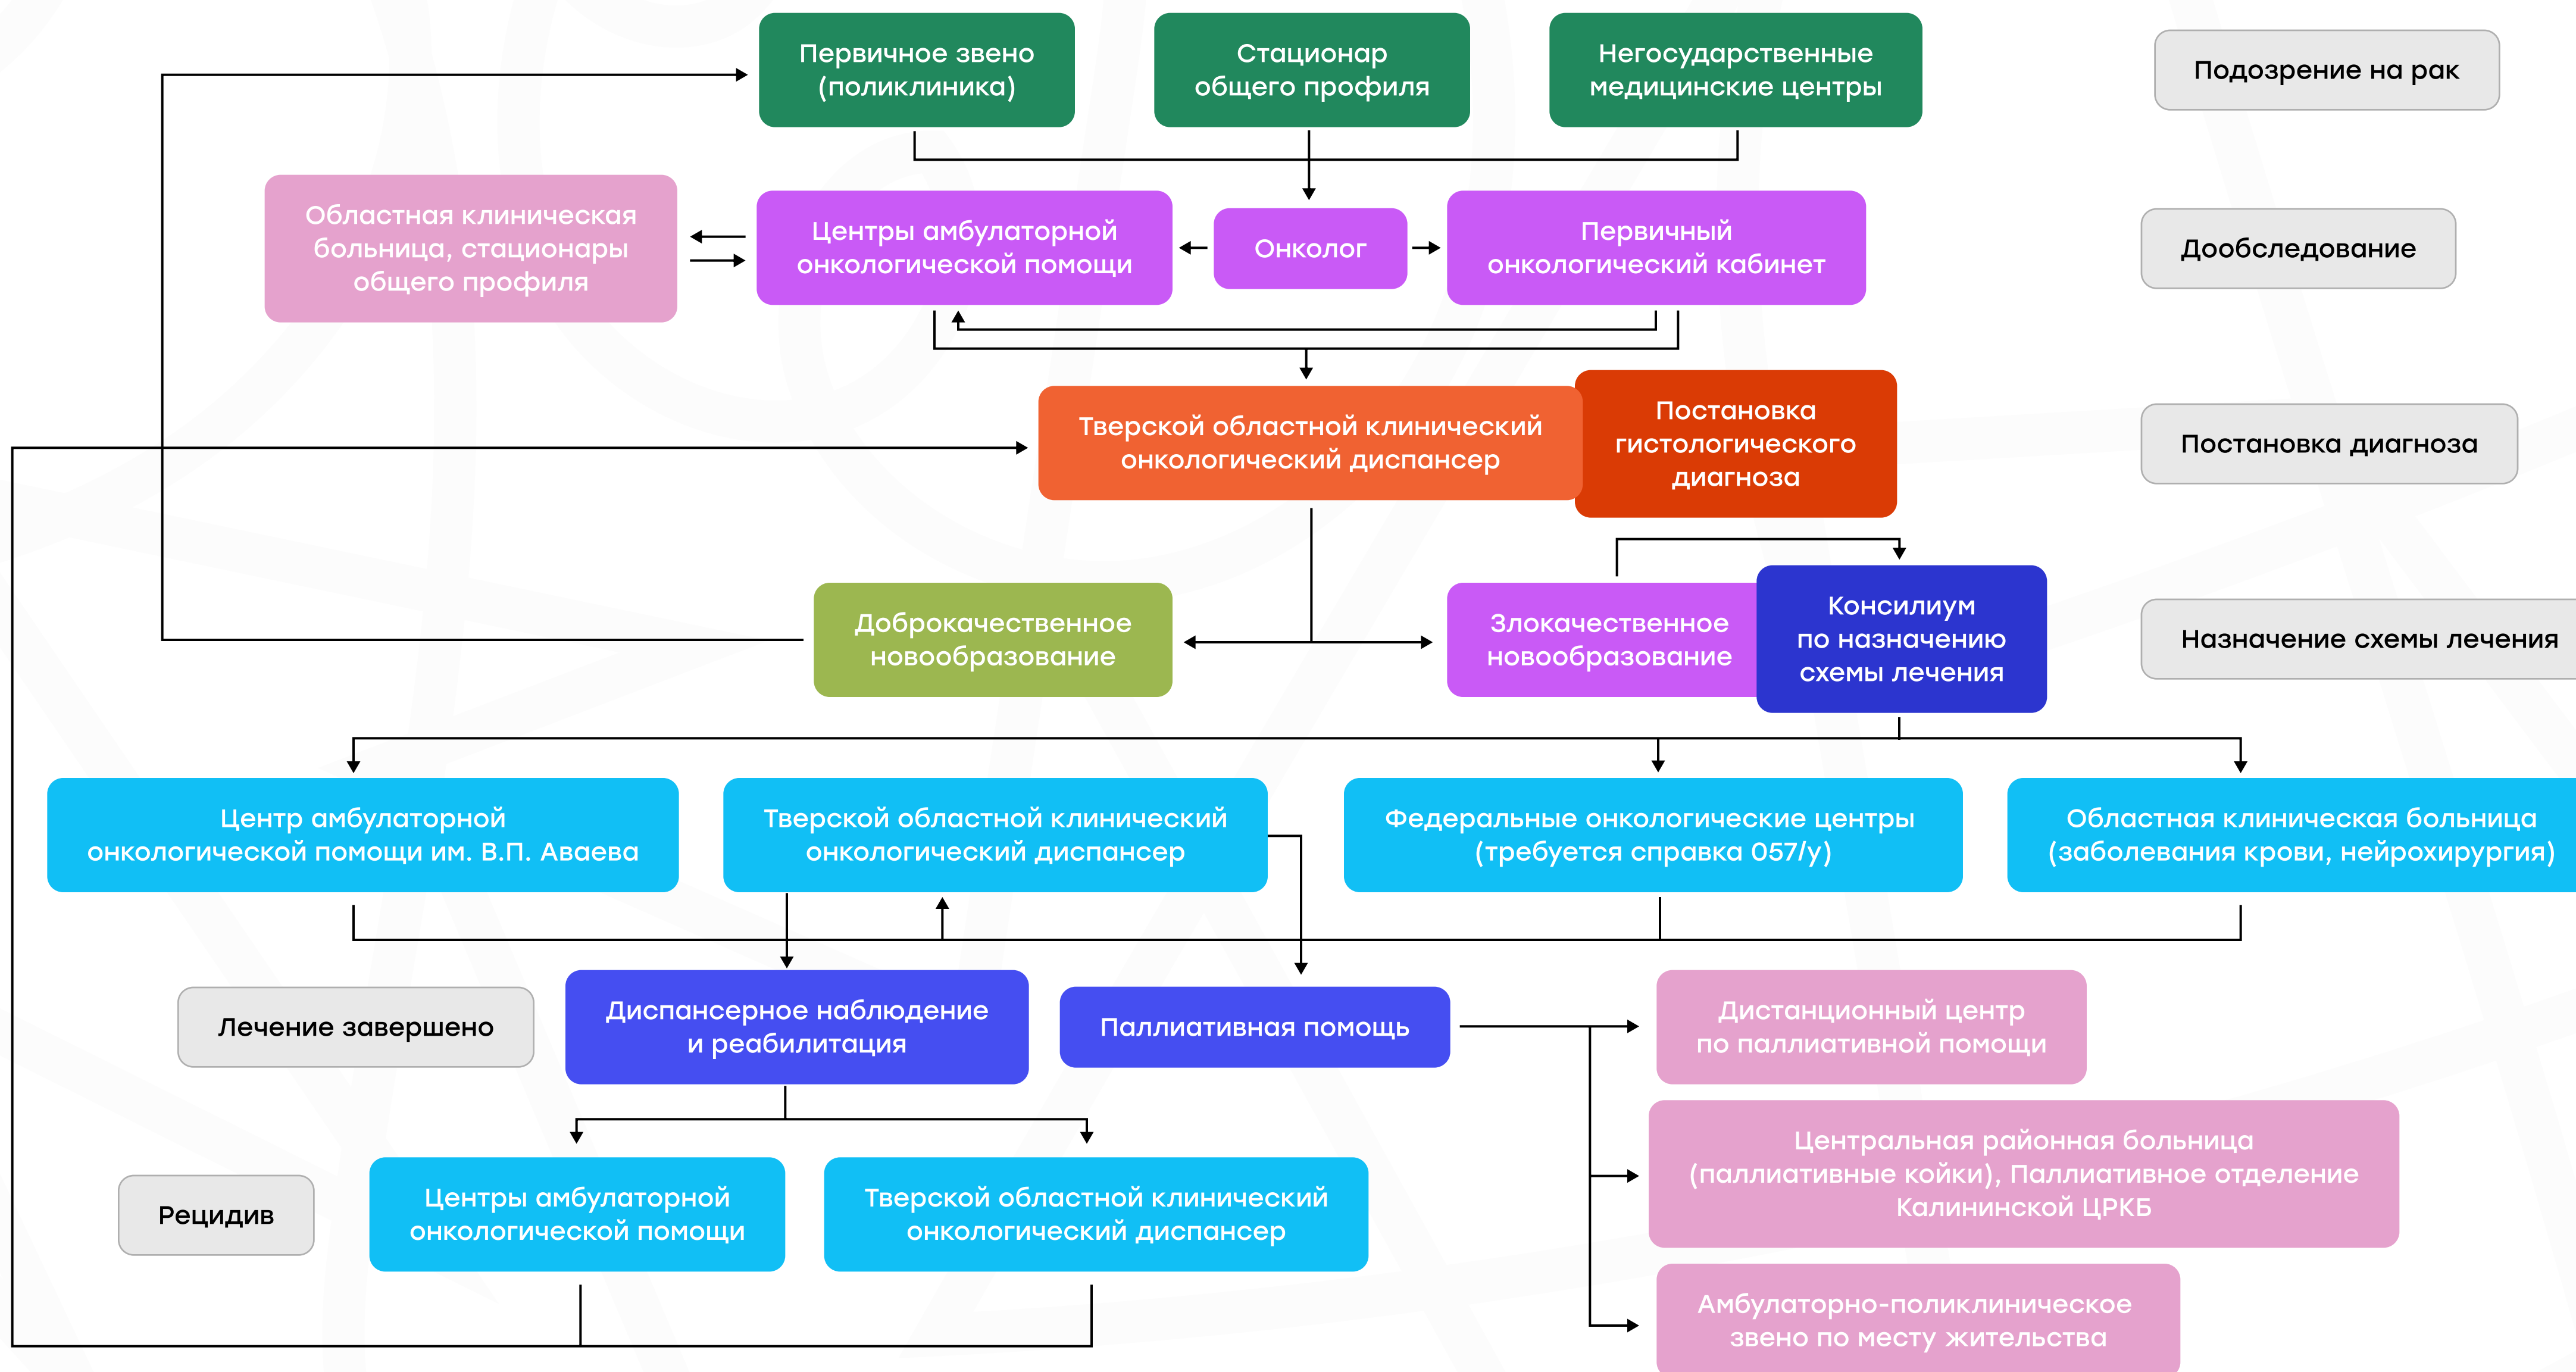 Первичное звено
(поликлиника)
Стационар
общего профиля
Негосударственные
медицинские центры
Подозрение на рак
Областная клиническая
больница, стационары
общего профиля
Центры амбулаторной
онкологической помощи
Онколог
Первичный
онкологический кабинет
Дообследование
Тверской областной клинический
онкологический диспансер
Постановка
гистологического
диагноза
Постановка диагноза
Доброкачественное
новообразование
Злокачественное
новообразование
Консилиум
по назначению
схемы лечения
Назначение схемы лечения
Центр амбулаторной
онкологической помощи им. В.П. Аваева
Тверской областной клинический
онкологический диспансер
Федеральные онкологические центры
(требуется справка 057/у)
Областная клиническая больница
(заболевания крови, нейрохирургия)
Лечение завершено
Диспансерное наблюдение
и реабилитация
Паллиативная помощь
Дистанционный центр
по паллиативной помощи
Центральная районная больница
(паллиативные койки), Паллиативное отделение
Калининской ЦРКБ
Рецидив
Центры амбулаторной
онкологической помощи
Тверской областной клинический
онкологический диспансер
Амбулаторно-поликлиническое
звено по месту жительства